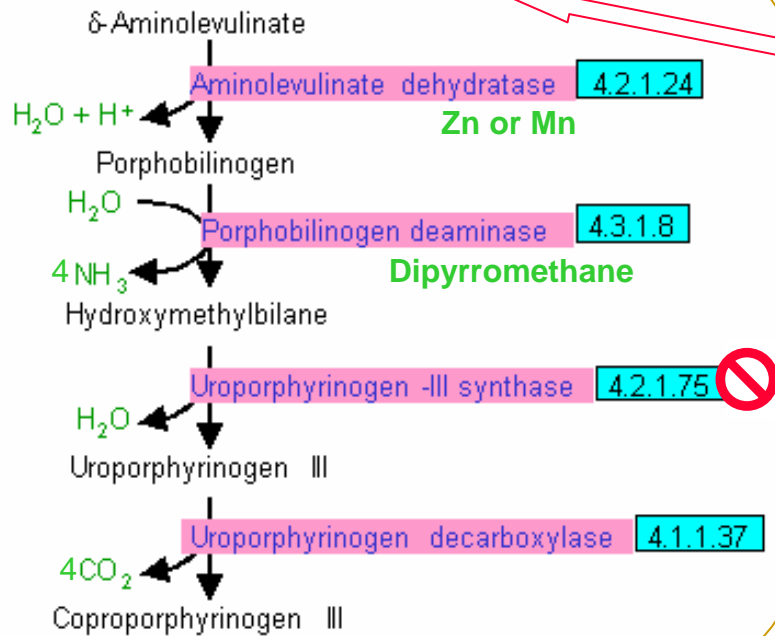 δ-Aminolevulinate
Aminolevulinate dehydratase 4.2.1.24
H₂O + H⁺
Zn or Mn
Porphobilinogen
H₂O
Porphobilinogen deaminase 4.3.1.8
4 NH₃
Dipyrromethane
Hydroxymethylbilane
Uroporphyrinogen -III synthase 4.2.1.75
H₂O
Uroporphyrinogen III
Uroporphyrinogen decarboxylase 4.1.1.37
4CO₂
Coproporphyrinogen III